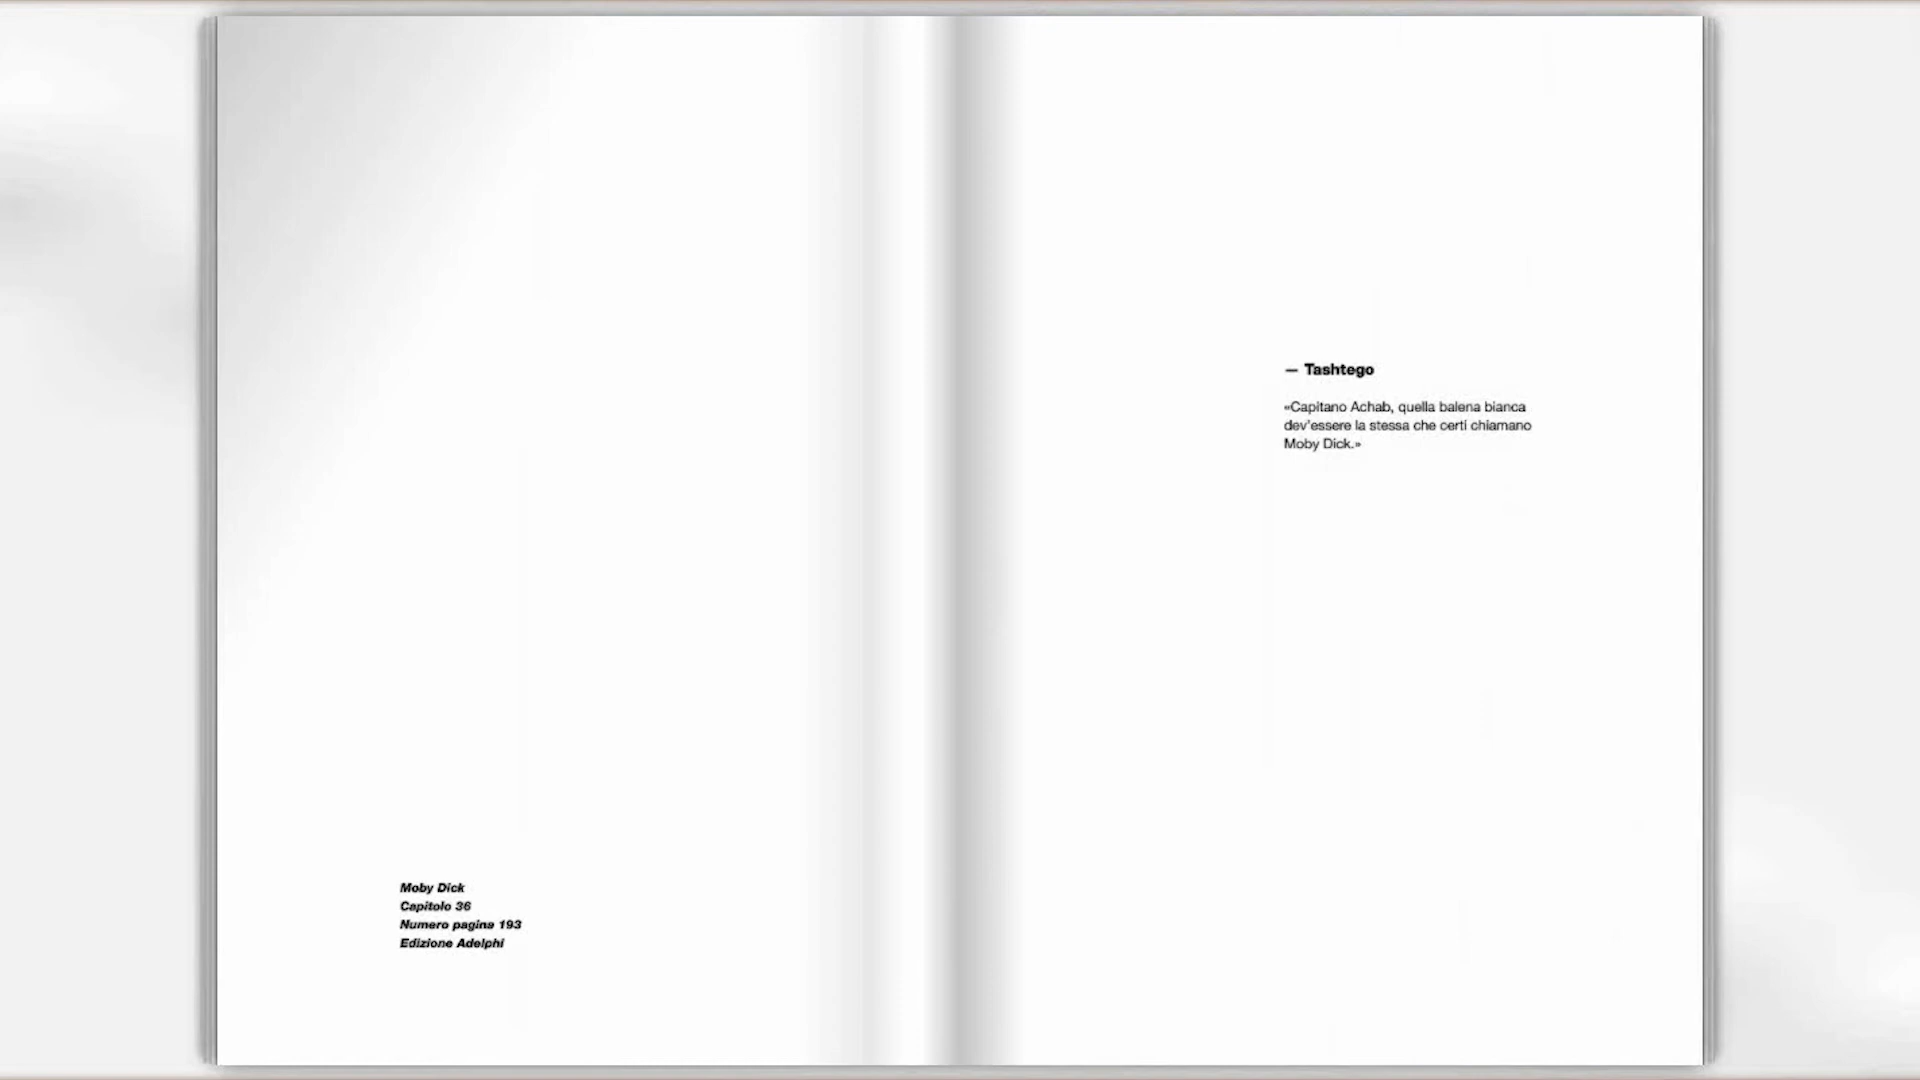 Moby Dick
Capitolo 36
Numero pagina 193
Edizione Adelphi
— Tashtego
«Capitano Achab, quella balena bianca
dev'essere la stessa che certi chiamano
Moby Dick.»